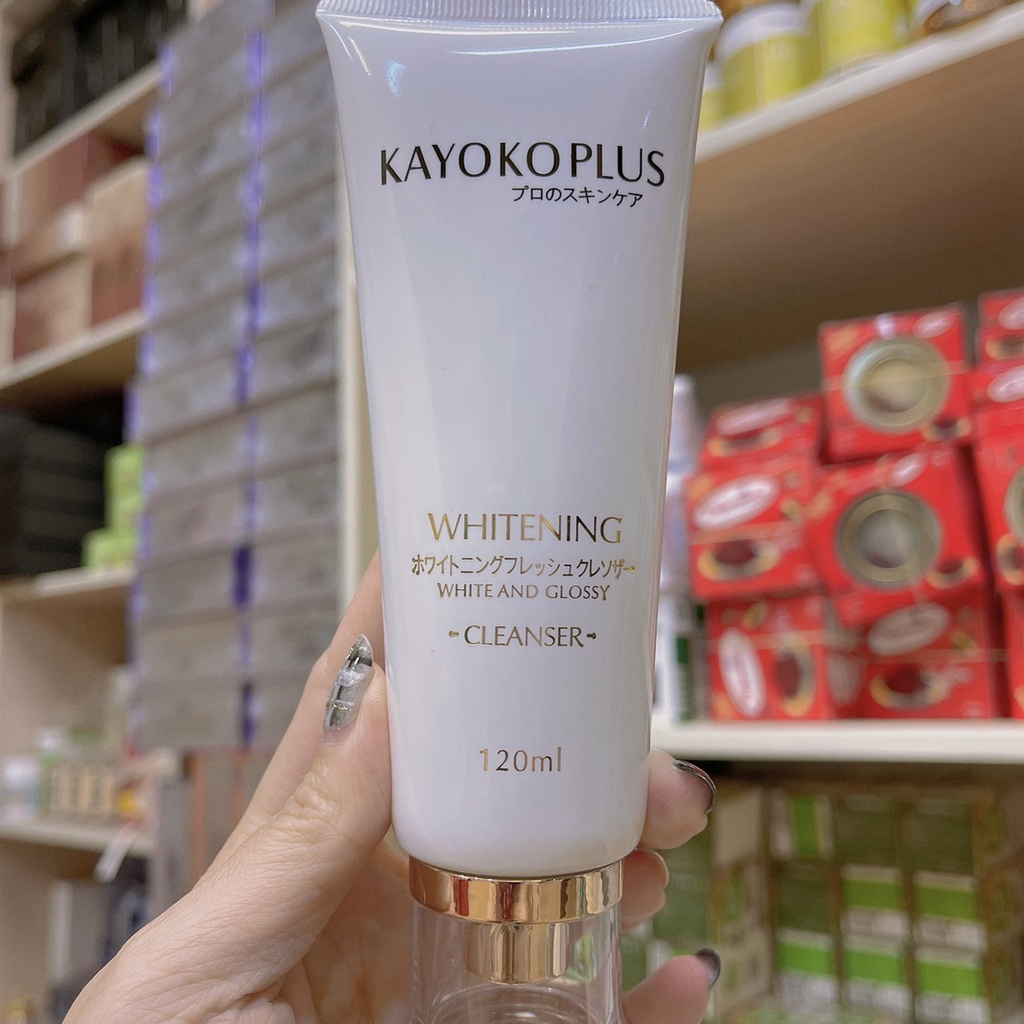 KAYOKO PLUS
プロのスキンケア
WHITENING
ホワイトニングフレッシュクレソザー
WHITE AND GLOSSY
- CLEANSER -
120ml